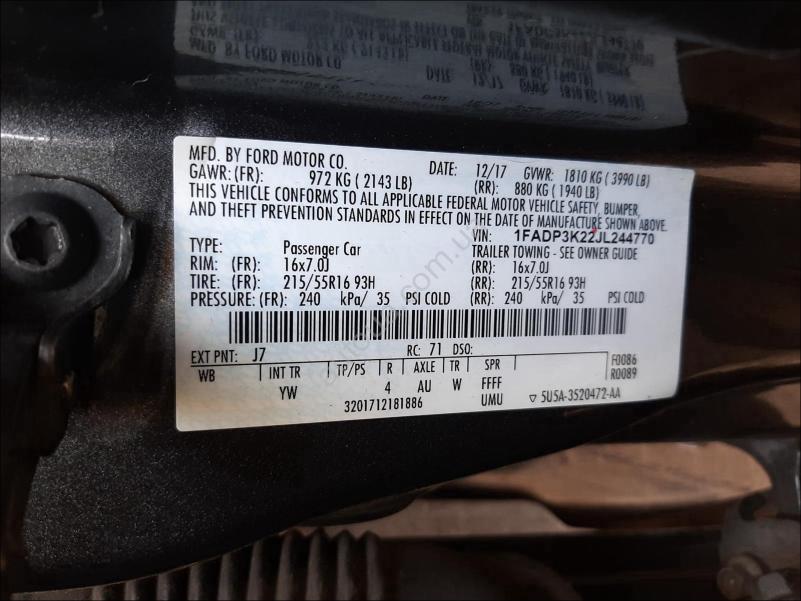 MFD. BY FORD MOTOR CO.
DATE: 12/17 GVWR: 1810 KG ( 3990 LB)
GAWR: (FR): 972 KG ( 2143 LB) (RR): 880 KG ( 1940 LB)
THIS VEHICLE CONFORMS TO ALL APPLICABLE FEDERAL MOTOR VEHICLE SAFETY, BUMPER,
AND THEFT PREVENTION STANDARDS IN EFFECT ON THE DATE OF MANUFACTURE SHOWN ABOVE.
VIN: 1FADP3K22JL244770
TYPE: Passenger Car TRAILER TOWING - SEE OWNER GUIDE
RIM: (FR): 16x7.0J (RR): 16x7.0J
TIRE: (FR): 215/55R16 93H (RR): 215/55R16 93H
PRESSURE: (FR): 240 kPa/ 35 PSI COLD (RR): 240 kPa/ 35 PSI COLD
EXT PNT: J7 RC: 71 DSO: F0086
R0089
WB INT TR TP/PS R AXLE TR SPR
YW 4 AU W FFFF
3201712181886 UMU ▽ 5U5A-3520472-AA